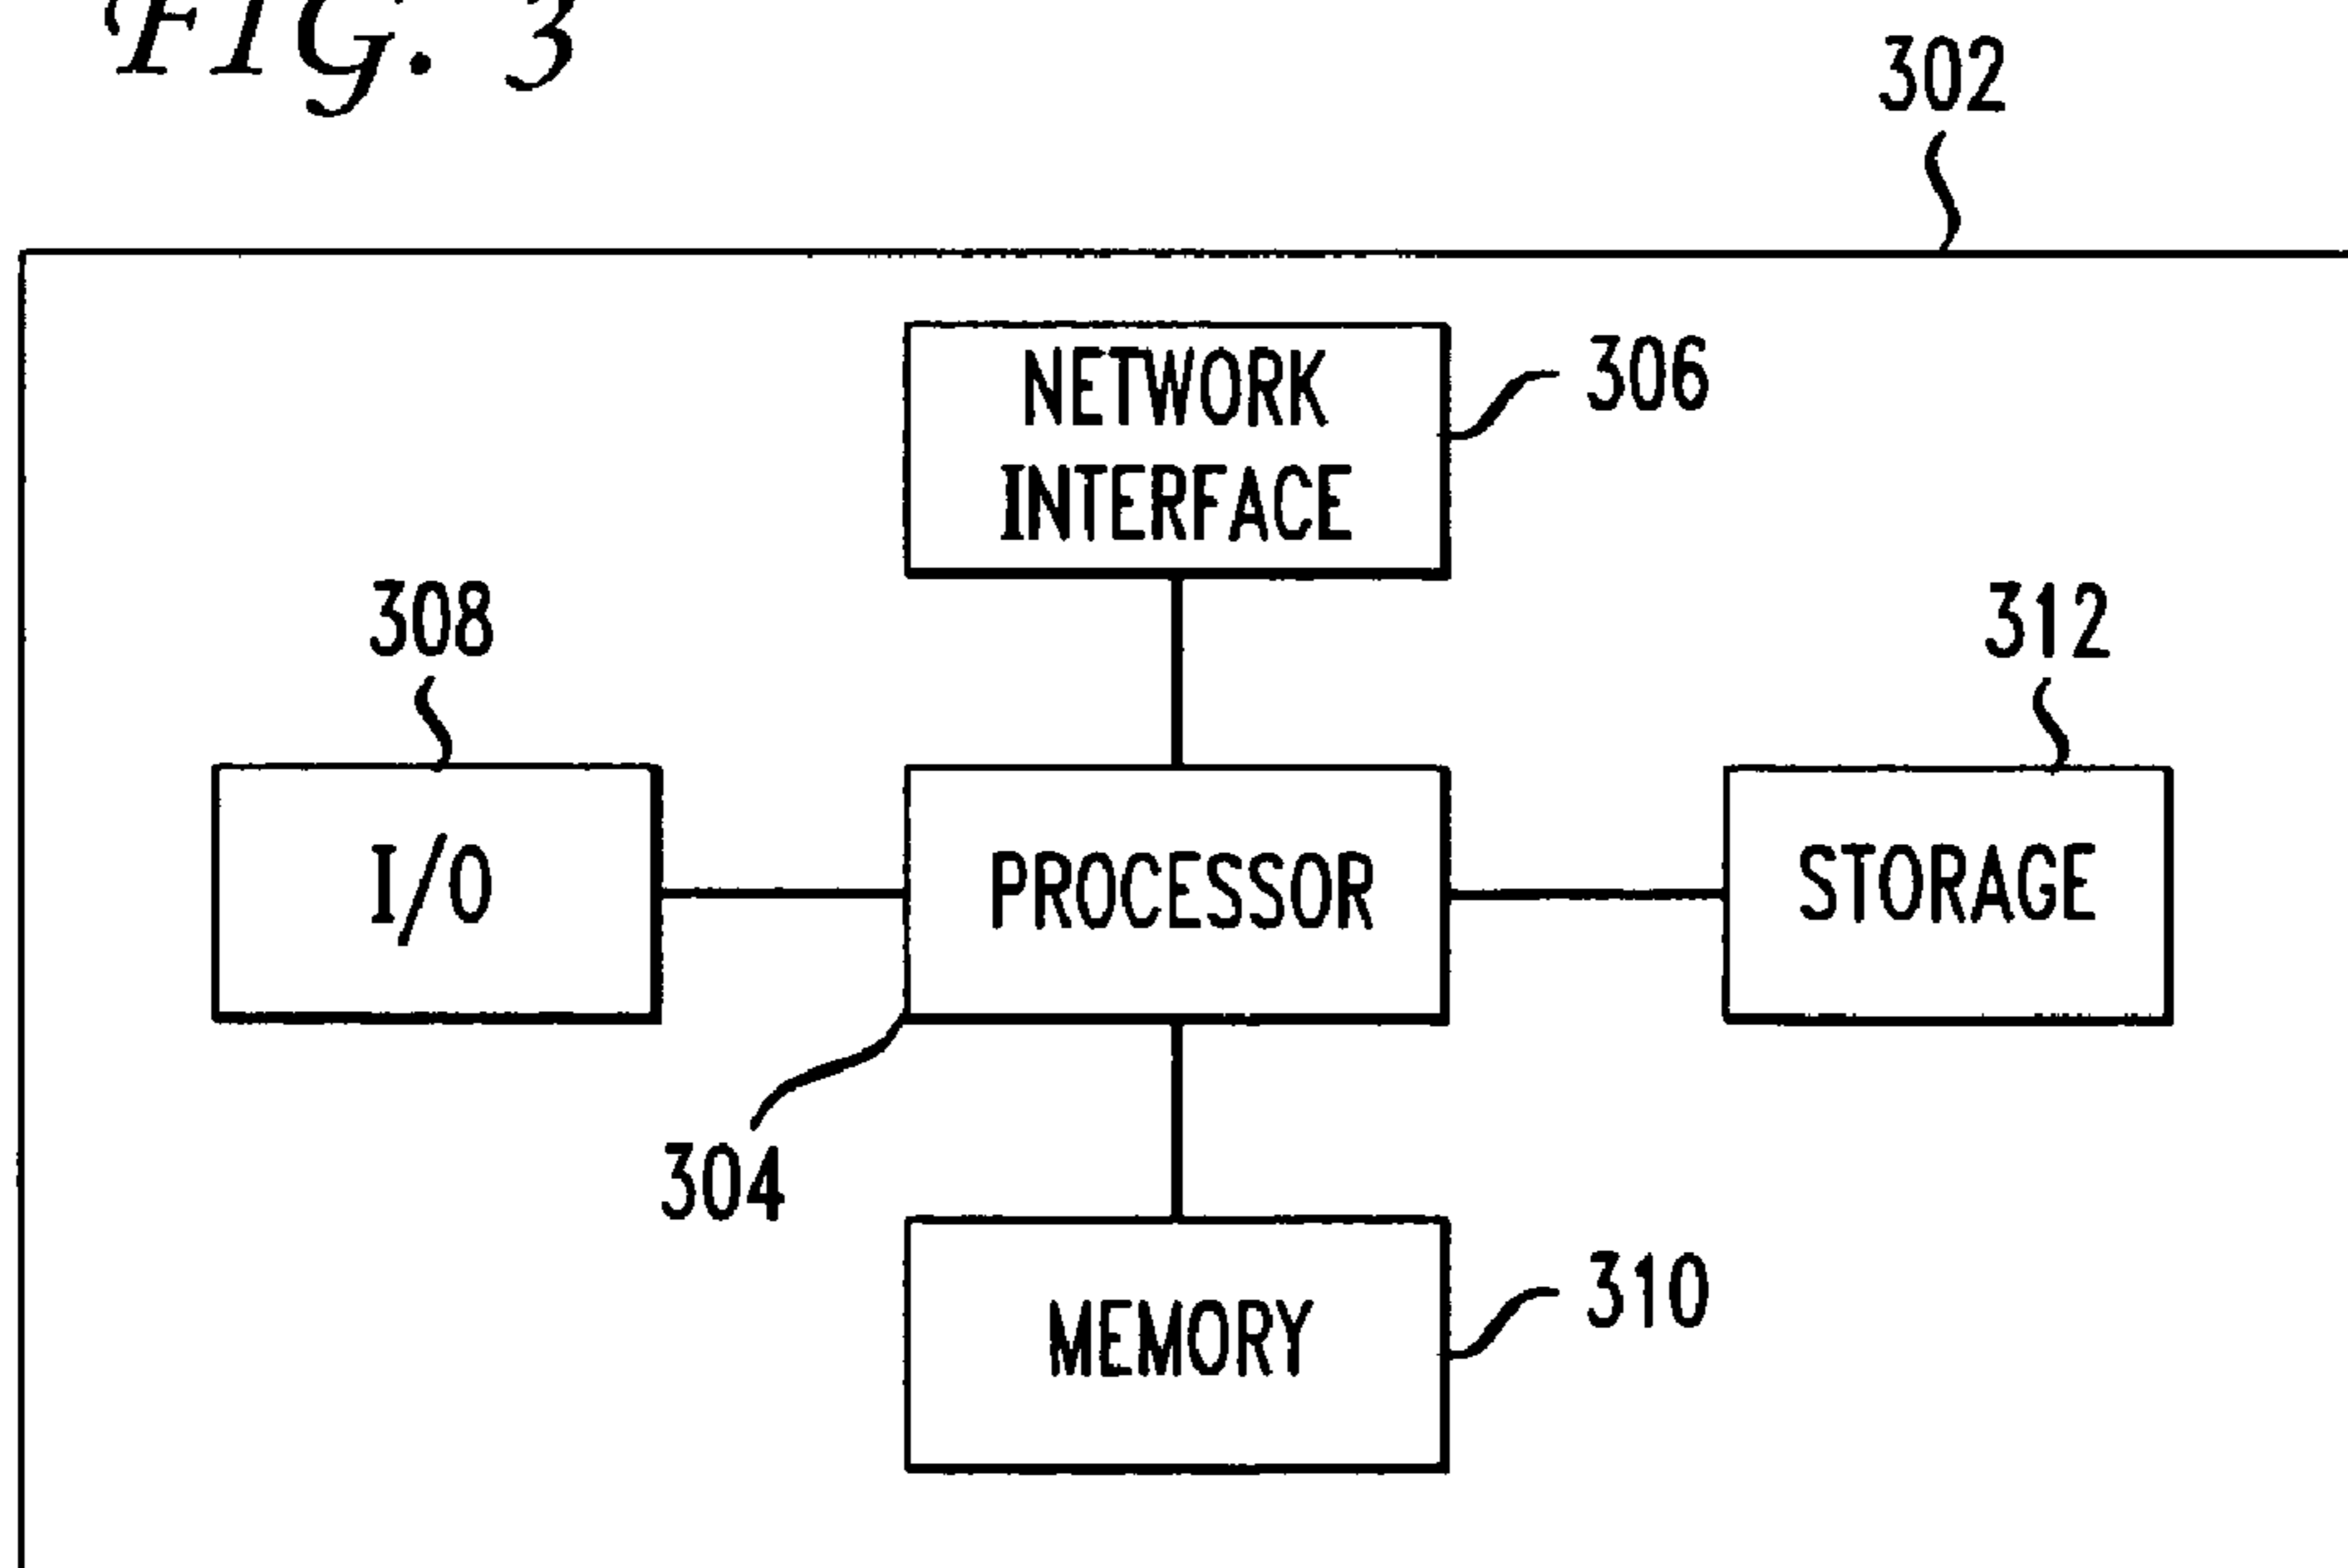 FIG. 3
302
NETWORK
INTERFACE
306
308
312
I/O
PROCESSOR
STORAGE
304
MEMORY
310